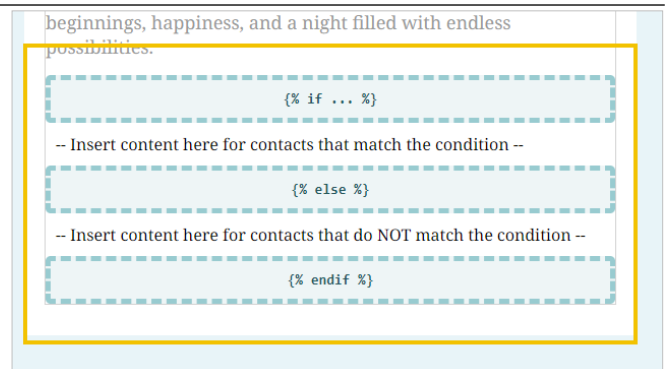 beginnings, happiness, and a night filled with endless
possibilities.
{% if ... %}
-- Insert content here for contacts that match the condition --
{% else %}
-- Insert content here for contacts that do NOT match the condition --
{% endif %}